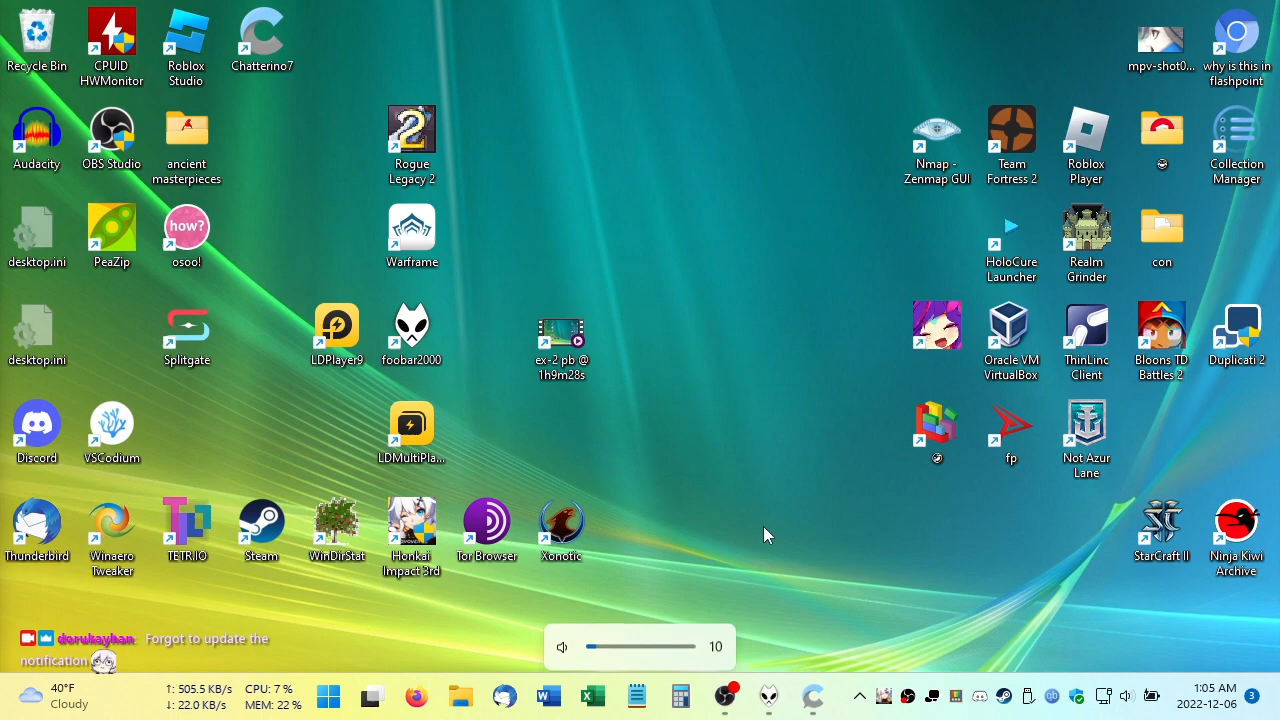 Recycle Bin
CPUID
HWMonitor
Roblox
Studio
Chatterino7
mpv-shot0...
why is this in
flashpoint
Audacity
OBS Studio
ancient
masterpieces
2
Rogue
Legacy 2
Nmap -
Zenmap GUI
Team
Fortress 2
Roblox
Player
Collection
Manager
desktop.ini
PeaZip
how?
osoo!
Warframe
HoloCure
Launcher
Realm
Grinder
con
desktop.ini
Splitgate
LDPlayer9
foobar2000
ex-2 pb @
1h9m28s
Oracle VM
VirtualBox
ThinLinc
Client
Bloons TD
Battles 2
Duplicati 2
Discord
VSCodium
LDMultiPla...
fp
Not Azur
Lane
Thunderbird
Winaero
Tweaker
TETR.IO
Steam
WinDirStat
Honkai
Impact 3rd
Tor Browser
Xonotic
StarCraft II
Ninja Kiwi
Archive
dorukayhan: Forgot to update the
notification
10
40°F
Cloudy
↑: 505.5 KB/s
↓: 22.0 KB/s
CPU: 7 %
MEM: 22 %
qb
1:05 AM
2022-12-06
3